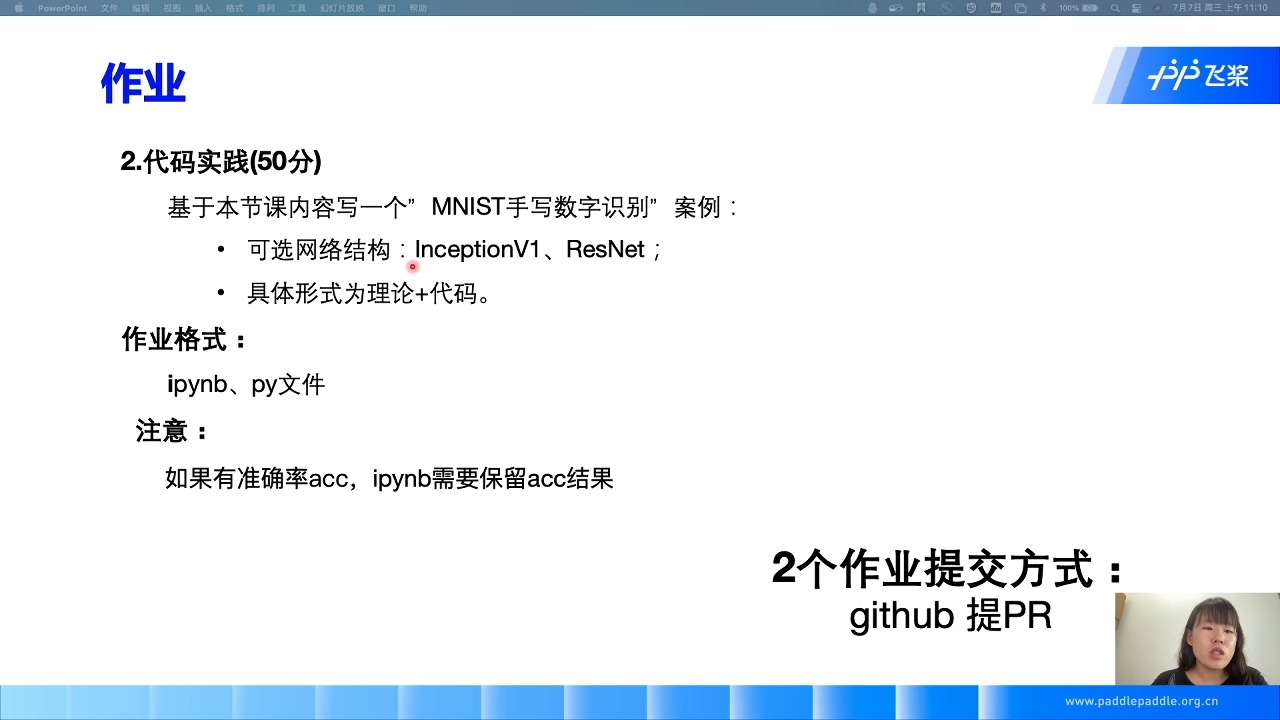 PowerPoint 文件 编辑 视图 插入 格式 排列 工具 幻灯片放映 窗口 帮助 100% 7月7日 周三 上午11:10
作业
飞桨
2.代码实践(50分)
基于本节课内容写一个”MNIST手写数字识别”案例：
• 可选网络结构：InceptionV1、ResNet；
• 具体形式为理论+代码。
作业格式：
ipynb、py文件
注意：
如果有准确率acc，ipynb需要保留acc结果
2个作业提交方式：
github 提PR
www.paddlepaddle.org.cn